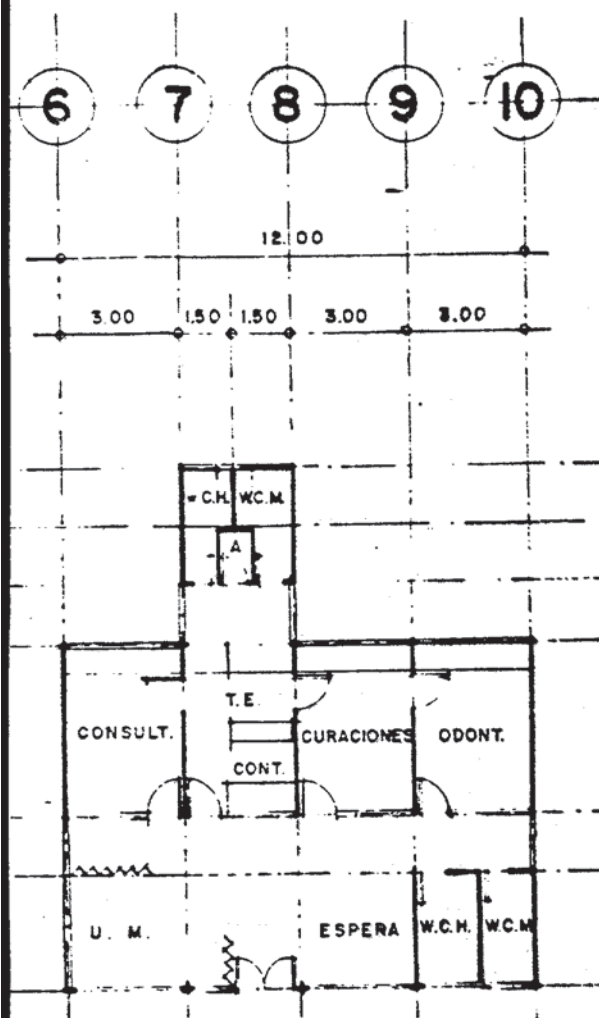 6 7 8 9 10
12.00
3.00 1.50 1.50 3.00 3.00
W.C.H. W.C.M.
A
T.E.
CONSULT. CURACIONES ODONT.
CONT.
U. M. ESPERA W.C.H. W.C.M